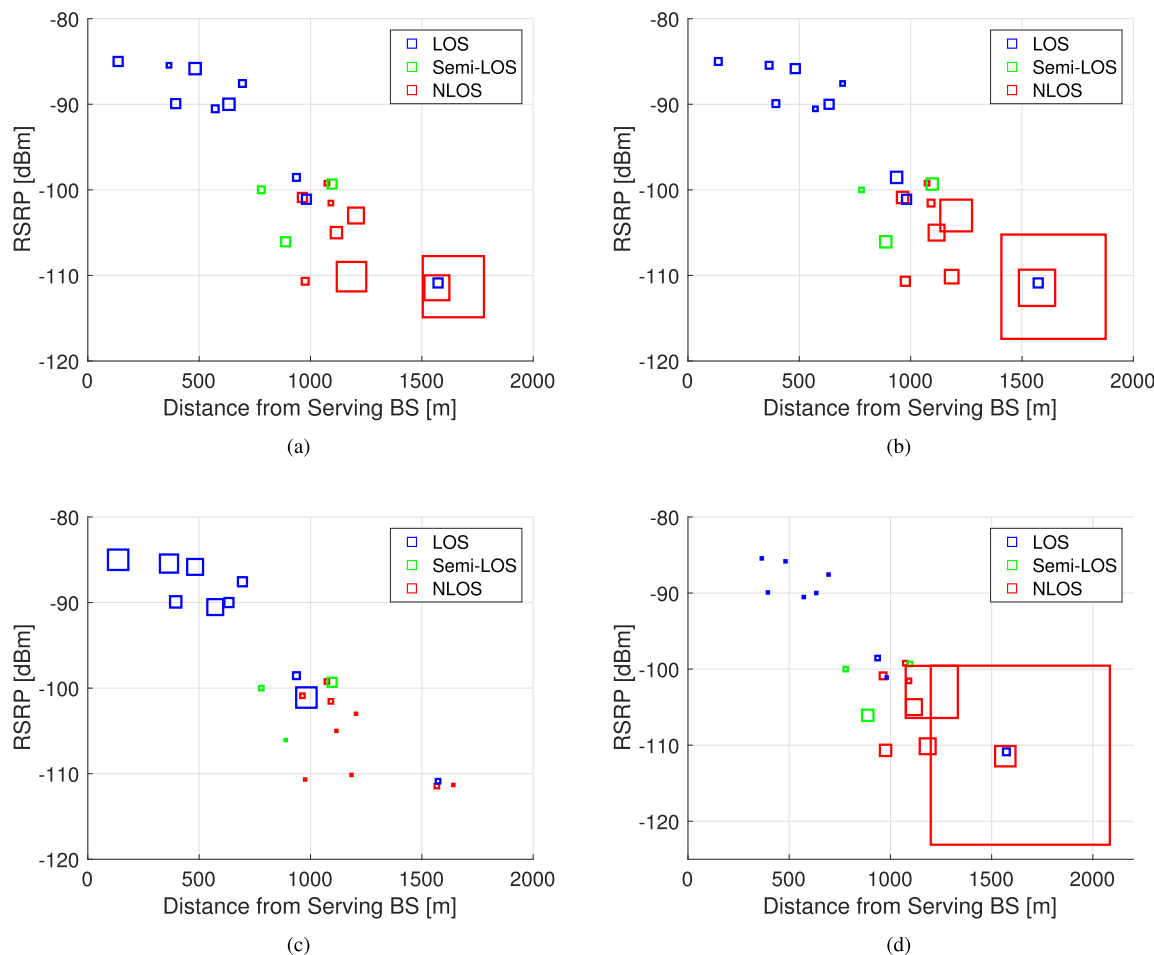 -80
-90
-100
-110
-120
RSRP [dBm]
0 500 1000 1500 2000
Distance from Serving BS [m]
LOS
Semi-LOS
NLOS
(a)
-80
-90
-100
-110
-120
RSRP [dBm]
0 500 1000 1500 2000
Distance from Serving BS [m]
LOS
Semi-LOS
NLOS
(b)
-80
-90
-100
-110
-120
RSRP [dBm]
0 500 1000 1500 2000
Distance from Serving BS [m]
LOS
Semi-LOS
NLOS
(c)
-80
-90
-100
-110
-120
RSRP [dBm]
0 500 1000 1500 2000
Distance from Serving BS [m]
LOS
Semi-LOS
NLOS
(d)